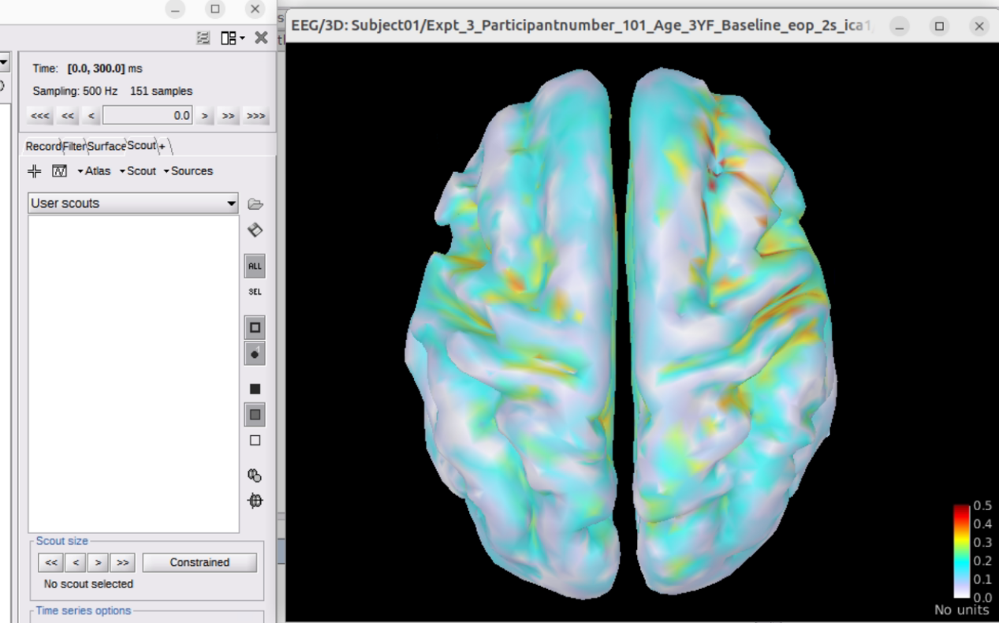 EEG/3D: Subject01/Expt_3_Participantnumber_101_Age_3YF_Baseline_eop_2s_ica1
Time: [0.0, 300.0] ms
Sampling: 500 Hz 151 samples
<<< << < 0.0 > >> >>>
Record Filter Surface Scout +
Atlas Scout Sources
User scouts
ALL
SEL
Scout size
<< < > >> Constrained
No scout selected
Time series options
0.5
0.4
0.3
0.2
0.1
0.0
No units